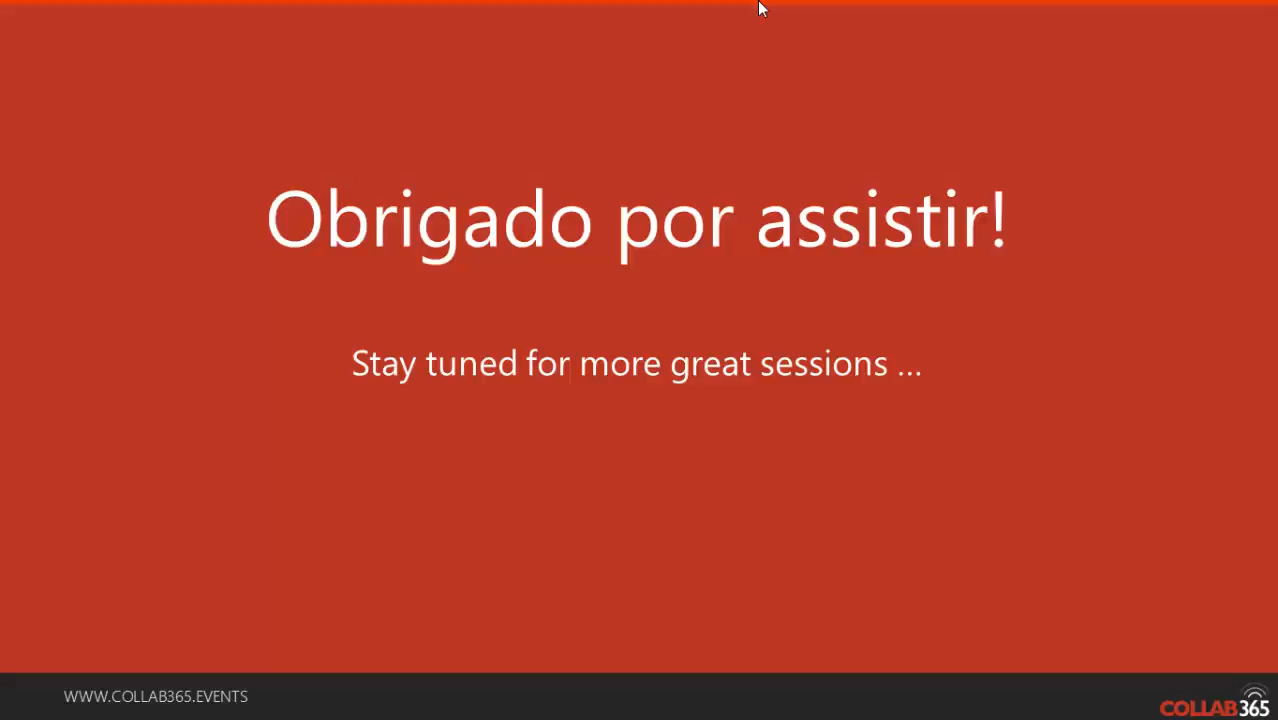 Obrigado por assistir!
Stay tuned for more great sessions ...
WWW.COLLAB365.EVENTS
COLLAB365